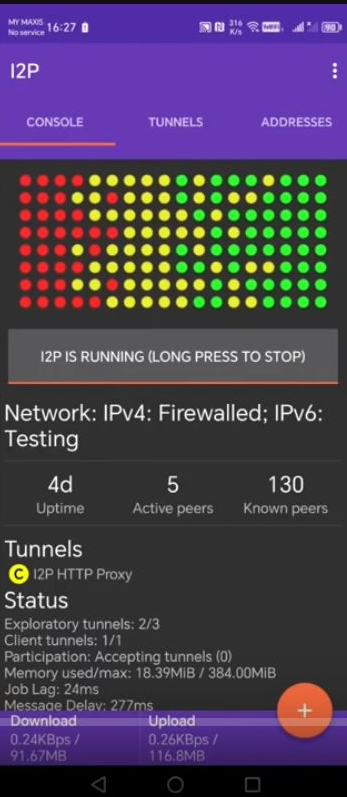 MY MAXIS
No service 16:27
316 K/s
90
I2P
CONSOLE TUNNELS ADDRESSES
I2P IS RUNNING (LONG PRESS TO STOP)
Network: IPv4: Firewalled; IPv6:
Testing
4d 5 130
Uptime Active peers Known peers
Tunnels
C I2P HTTP Proxy
Status
Exploratory tunnels: 2/3
Client tunnels: 1/1
Participation: Accepting tunnels (0)
Memory used/max: 18.39MiB / 384.00MiB
Job Lag: 24ms
Message Delay: 277ms
+
Download Upload
0.24KBps / 0.26KBps /
91.67MB 116.8MB